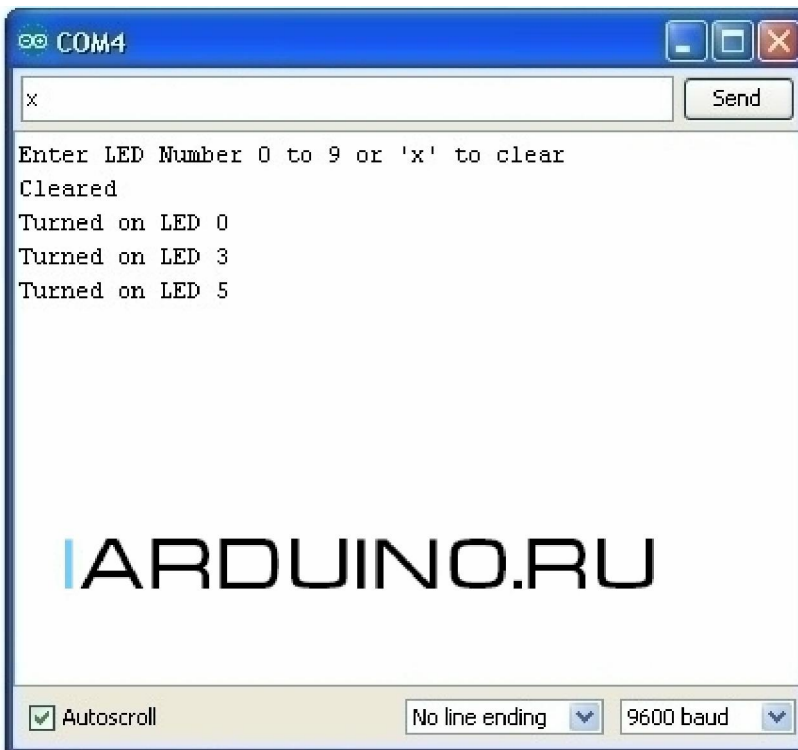 COM4
x
Send
Enter LED Number 0 to 9 or 'x' to clear
Cleared
Turned on LED 0
Turned on LED 3
Turned on LED 5
IARDUINO.RU
Autoscroll
No line ending
9600 baud